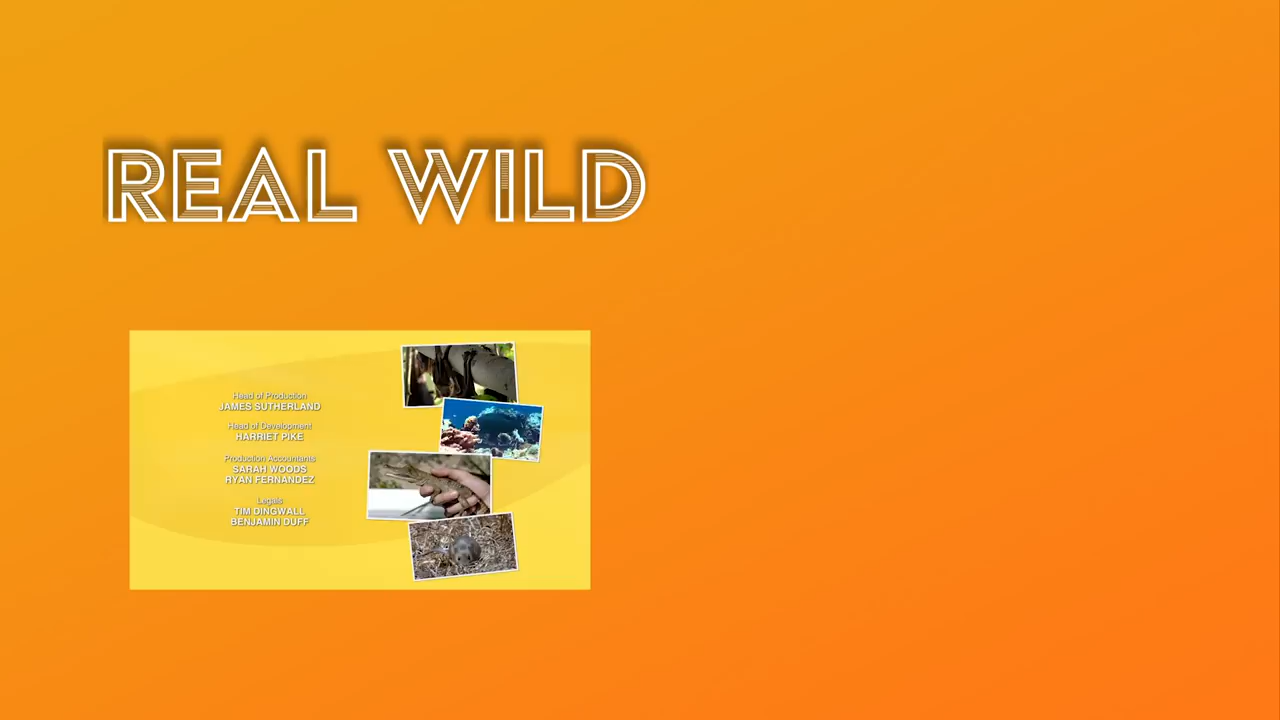 REAL WILD
Head of Production
JAMES SUTHERLAND
Head of Development
HARRIET PIKE
Production Accountants
SARAH WOODS
RYAN FERNANDEZ
Legals
TIM DINGWALL
BENJAMIN DUFF